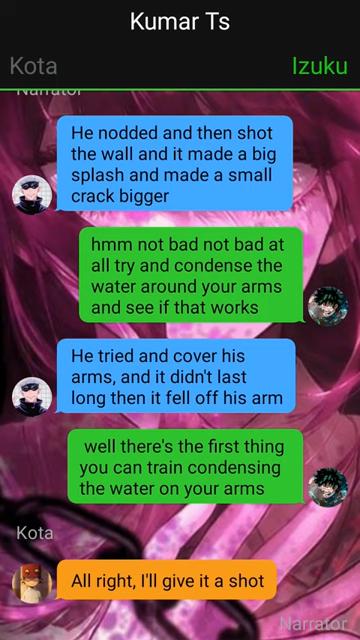 Kumar Ts
Kota
Izuku
Narrator
He nodded and then shot
the wall and it made a big
splash and made a small
crack bigger
hmm not bad not bad at
all try and condense the
water around your arms
and see if that works
He tried and cover his
arms, and it didn't last
long then it fell off his arm
well there's the first thing
you can train condensing
the water on your arms
Kota
All right, I'll give it a shot
Narrator